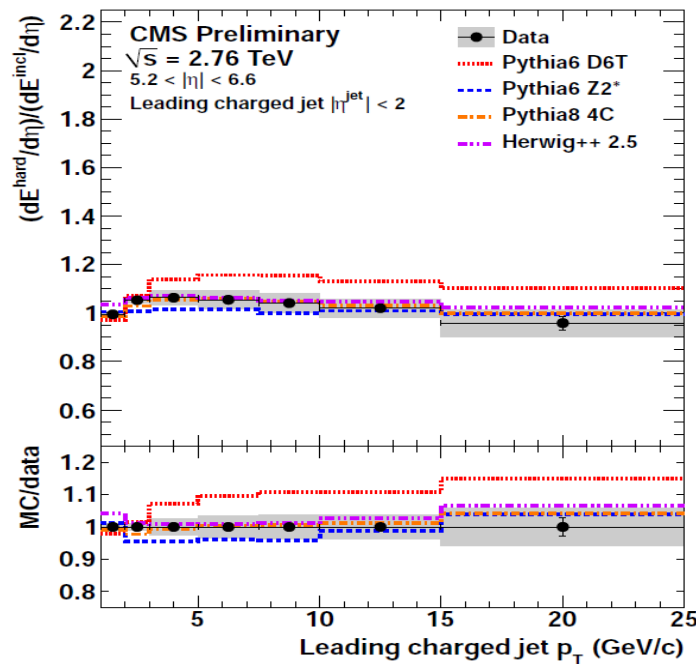 CMS Preliminary
√s = 2.76 TeV
5.2 < |η| < 6.6
Leading charged jet |η^jet| < 2
Data
Pythia6 D6T
Pythia6 Z2*
Pythia8 4C
Herwig++ 2.5
(dE^hard/dη)/(dE^incl/dη)
2.2
2
1.8
1.6
1.4
1.2
1
0.8
0.6
MC/data
1.2
1.1
1
0.9
0.8
5 10 15 20 25
Leading charged jet p_T (GeV/c)